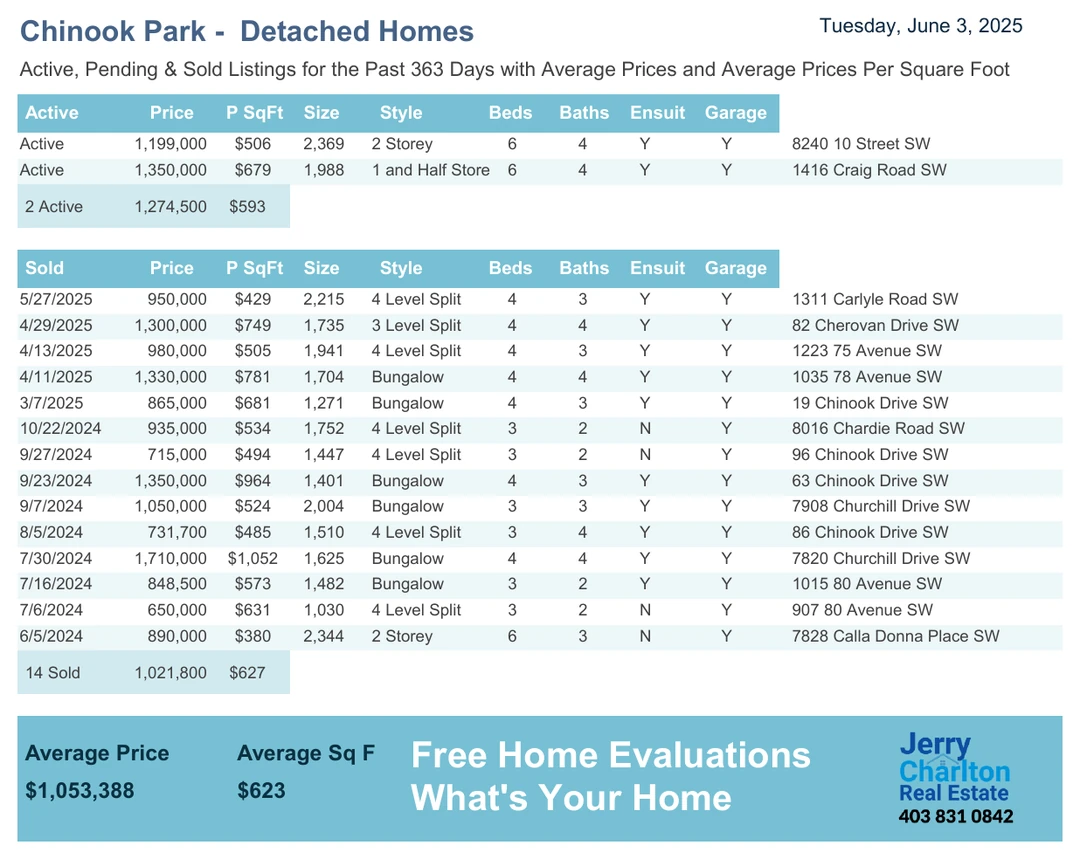 Chinook Park - Detached Homes
Tuesday, June 3, 2025
Active, Pending & Sold Listings for the Past 363 Days with Average Prices and Average Prices Per Square Foot
Active Price P SqFt Size Style Beds Baths Ensuit Garage
Active 1,199,000 $506 2,369 2 Storey 6 4 Y Y 8240 10 Street SW
Active 1,350,000 $679 1,988 1 and Half Store 6 4 Y Y 1416 Craig Road SW
2 Active 1,274,500 $593
Sold Price P SqFt Size Style Beds Baths Ensuit Garage
5/27/2025 950,000 $429 2,215 4 Level Split 4 3 Y Y 1311 Carlyle Road SW
4/29/2025 1,300,000 $749 1,735 3 Level Split 4 4 Y Y 82 Cherovan Drive SW
4/13/2025 980,000 $505 1,941 4 Level Split 4 3 Y Y 1223 75 Avenue SW
4/11/2025 1,330,000 $781 1,704 Bungalow 4 4 Y Y 1035 78 Avenue SW
3/7/2025 865,000 $681 1,271 Bungalow 4 3 Y Y 19 Chinook Drive SW
10/22/2024 935,000 $534 1,752 4 Level Split 3 2 N Y 8016 Chardie Road SW
9/27/2024 715,000 $494 1,447 4 Level Split 3 2 N Y 96 Chinook Drive SW
9/23/2024 1,350,000 $964 1,401 Bungalow 4 3 Y Y 63 Chinook Drive SW
9/7/2024 1,050,000 $524 2,004 Bungalow 3 3 Y Y 7908 Churchill Drive SW
8/5/2024 731,700 $485 1,510 4 Level Split 3 4 Y Y 86 Chinook Drive SW
7/30/2024 1,710,000 $1,052 1,625 Bungalow 4 4 Y Y 7820 Churchill Drive SW
7/16/2024 848,500 $573 1,482 Bungalow 3 2 Y Y 1015 80 Avenue SW
7/6/2024 650,000 $631 1,030 4 Level Split 3 2 N Y 907 80 Avenue SW
6/5/2024 890,000 $380 2,344 2 Storey 6 3 N Y 7828 Calla Donna Place SW
14 Sold 1,021,800 $627
Average Price Average Sq F
$1,053,388 $623
Free Home Evaluations
What's Your Home
Jerry
Charlton
Real Estate
403 831 0842